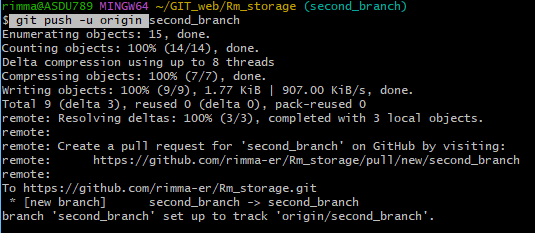 rimma@ASDU789 MINGW64 ~/GIT_web/Rm_storage (second_branch)
$ git push -u origin second_branch
Enumerating objects: 15, done.
Counting objects: 100% (14/14), done.
Delta compression using up to 8 threads
Compressing objects: 100% (7/7), done.
Writing objects: 100% (9/9), 1.77 KiB | 907.00 KiB/s, done.
Total 9 (delta 3), reused 0 (delta 0), pack-reused 0
remote: Resolving deltas: 100% (3/3), completed with 3 local objects.
remote:
remote: Create a pull request for 'second_branch' on GitHub by visiting:
remote:      https://github.com/rimma-er/Rm_storage/pull/new/second_branch
remote:
To https://github.com/rimma-er/Rm_storage.git
 * [new branch]      second_branch -> second_branch
branch 'second_branch' set up to track 'origin/second_branch'.